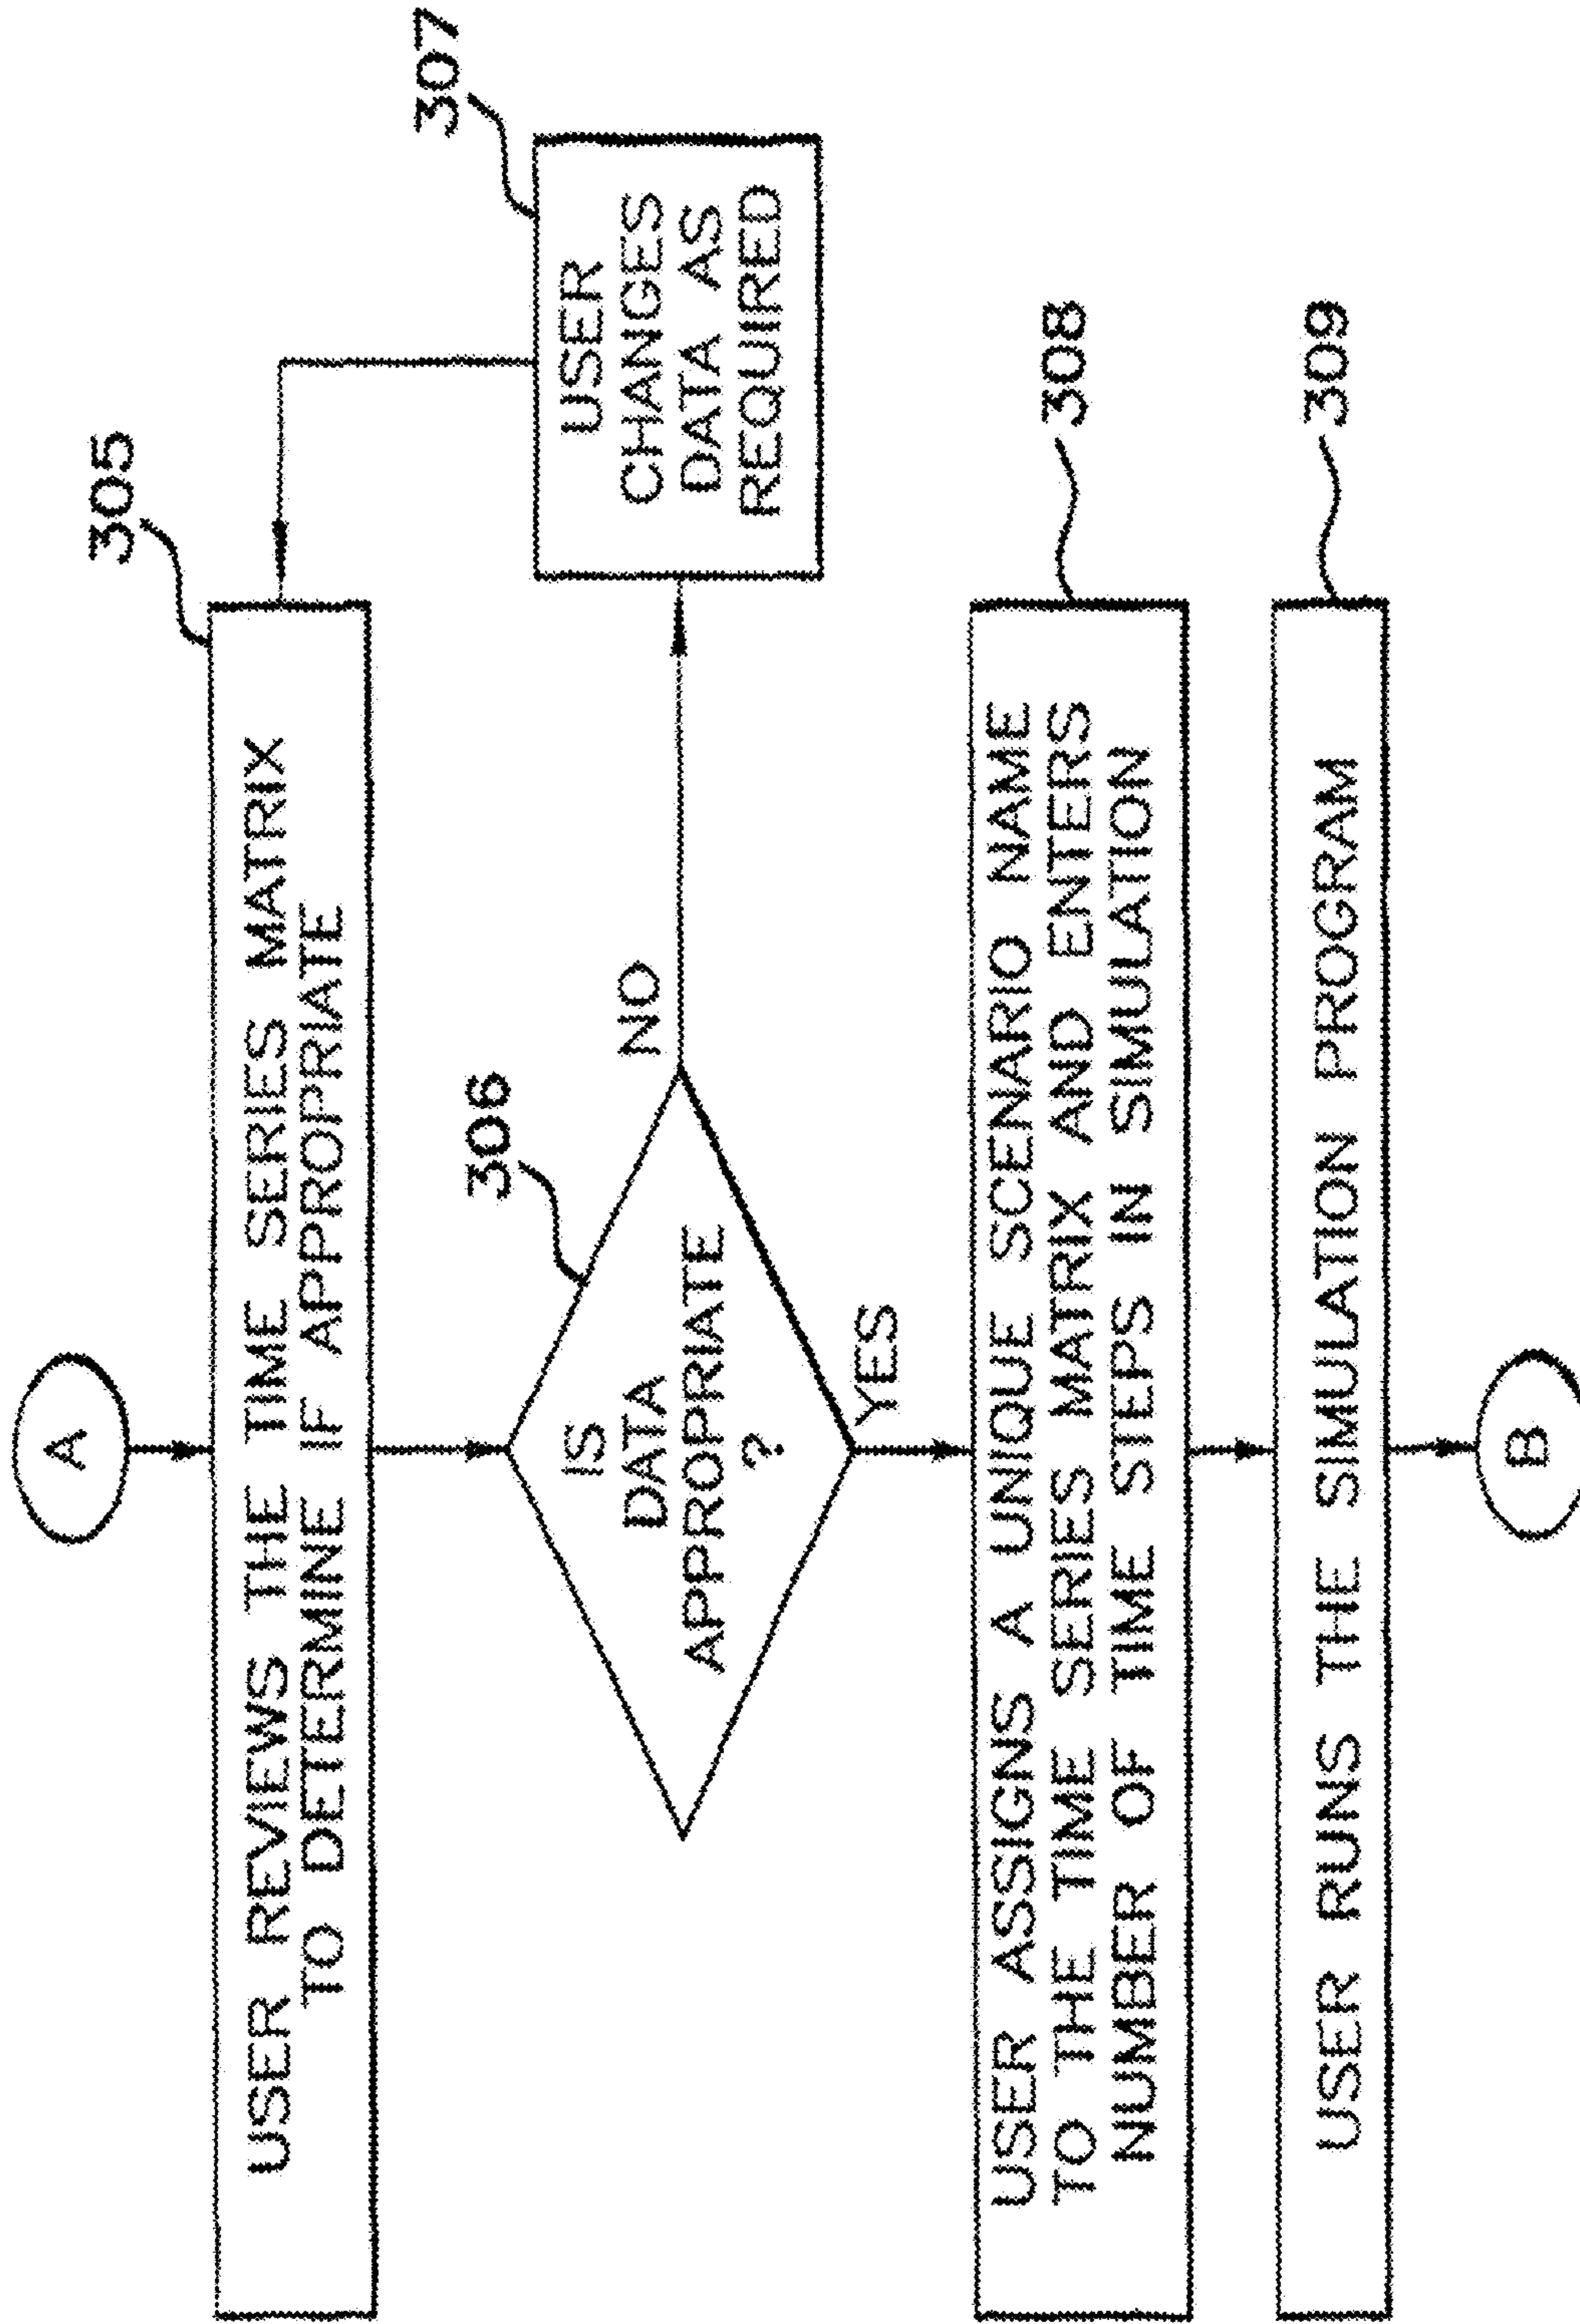 A
305
USER REVIEWS THE TIME SERIES MATRIX
TO DETERMINE IF APPROPRIATE
306
IS
DATA
APPROPRIATE
?
NO
307
USER
CHANGES
DATA AS
REQUIRED
YES
308
USER ASSIGNS A UNIQUE SCENARIO NAME
TO THE TIME SERIES MATRIX AND ENTERS
NUMBER OF TIME STEPS IN SIMULATION
309
USER RUNS THE SIMULATION PROGRAM
B